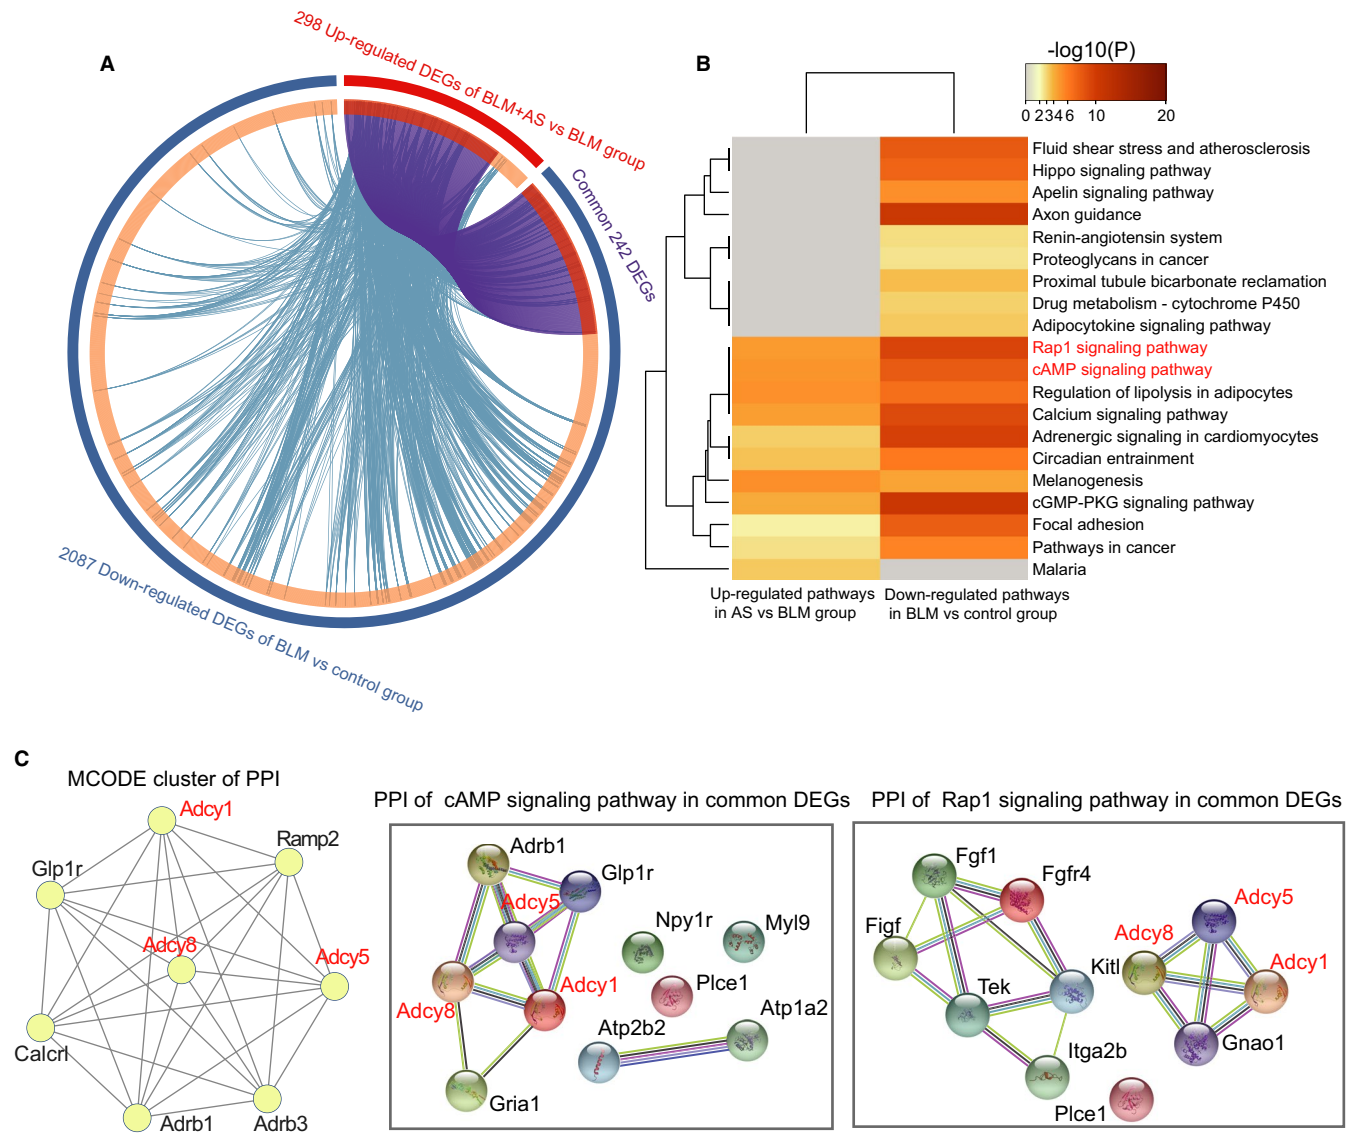 A
298 Up-regulated DEGs of BLM+AS vs BLM group
Common 242 DEGs
2087 Down-regulated DEGs of BLM vs control group
B
-log10(P)
0 2 3 4 6 10 20
Fluid shear stress and atherosclerosis
Hippo signaling pathway
Apelin signaling pathway
Axon guidance
Renin-angiotensin system
Proteoglycans in cancer
Proximal tubule bicarbonate reclamation
Drug metabolism - cytochrome P450
Adipocytokine signaling pathway
Rap1 signaling pathway
cAMP signaling pathway
Regulation of lipolysis in adipocytes
Calcium signaling pathway
Adrenergic signaling in cardiomyocytes
Circadian entrainment
Melanogenesis
cGMP-PKG signaling pathway
Focal adhesion
Pathways in cancer
Malaria
Up-regulated pathways
in AS vs BLM group
Down-regulated pathways
in BLM vs control group
C
MCODE cluster of PPI
Adcy1
Ramp2
Glp1r
Adcy8
Adcy5
Calcrl
Adrb1
Adrb3
PPI of cAMP signaling pathway in common DEGs
Adrb1
Glp1r
Adcy5
Npy1r
Myl9
Adcy8
Adcy1
Plce1
Atp2b2
Atp1a2
Gria1
PPI of Rap1 signaling pathway in common DEGs
Fgf1
Fgfr4
Figf
Tek
Kitl
Itga2b
Plce1
Adcy5
Adcy8
Adcy1
Gnao1